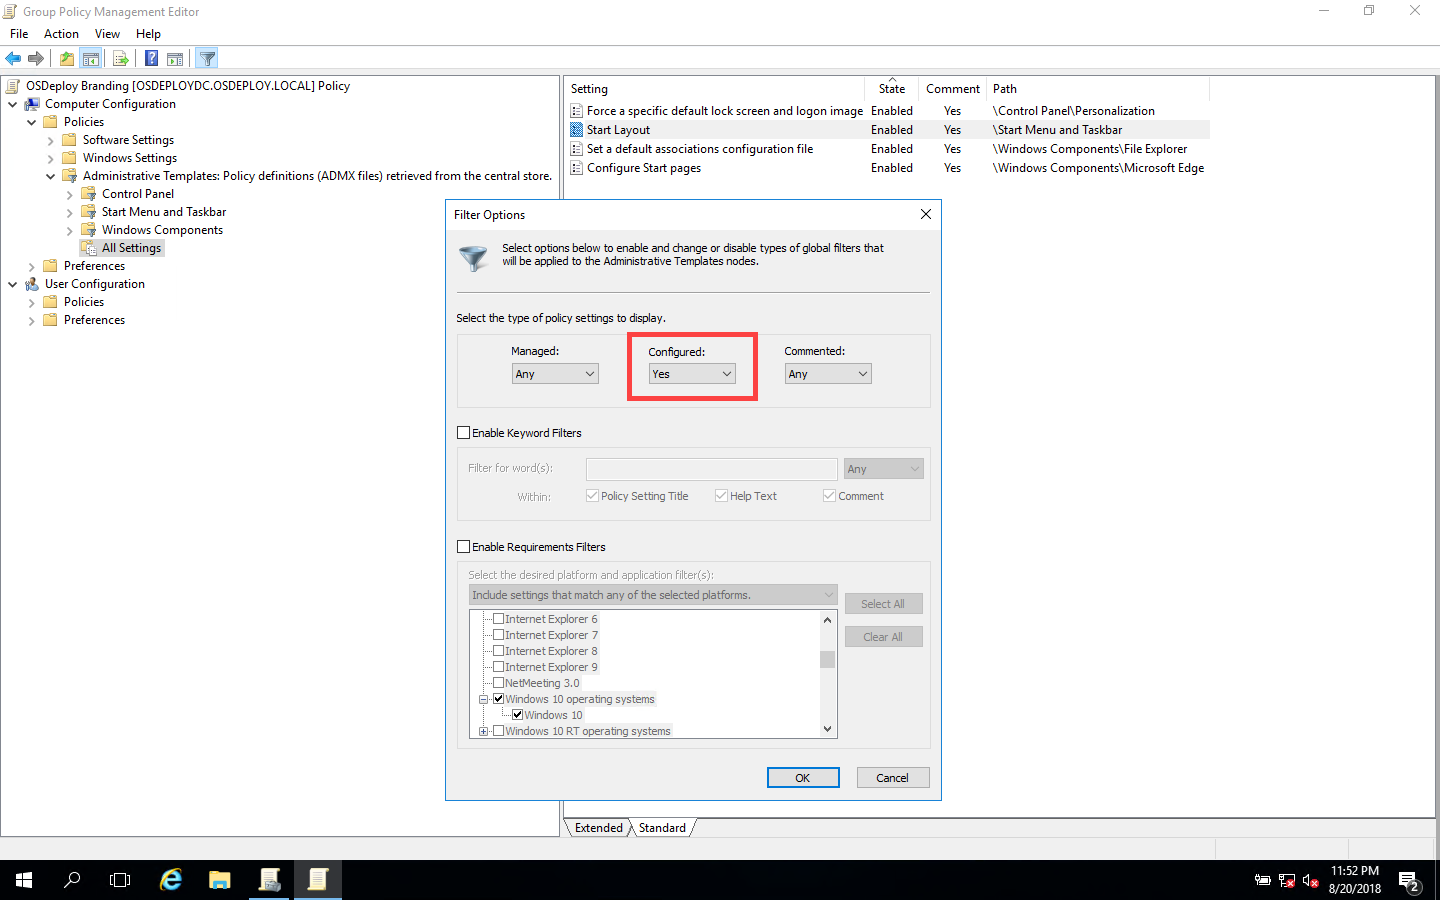 Group Policy Management Editor
File Action View Help
OSDeploy Branding [OSDEPLOYDC.OSDEPLOY.LOCAL] Policy
Computer Configuration
Policies
Software Settings
Windows Settings
Administrative Templates: Policy definitions (ADMX files) retrieved from the central store.
Control Panel
Start Menu and Taskbar
Windows Components
All Settings
Preferences
User Configuration
Policies
Preferences
Setting State Comment Path
Force a specific default lock screen and logon image Enabled Yes \Control Panel\Personalization
Start Layout Enabled Yes \Start Menu and Taskbar
Set a default associations configuration file Enabled Yes \Windows Components\File Explorer
Configure Start pages Enabled Yes \Windows Components\Microsoft Edge
Filter Options
Select options below to enable and change or disable types of global filters that
will be applied to the Administrative Templates nodes.
Select the type of policy settings to display.
Managed: Configured: Commented:
Any Yes Any
Enable Keyword Filters
Filter for word(s): Any
Within: Policy Setting Title Help Text Comment
Enable Requirements Filters
Select the desired platform and application filter(s):
Include settings that match any of the selected platforms.
Select All
Clear All
Internet Explorer 6
Internet Explorer 7
Internet Explorer 8
Internet Explorer 9
NetMeeting 3.0
Windows 10 operating systems
Windows 10
Windows 10 RT operating systems
OK Cancel
Extended Standard
11:52 PM
8/20/2018
2